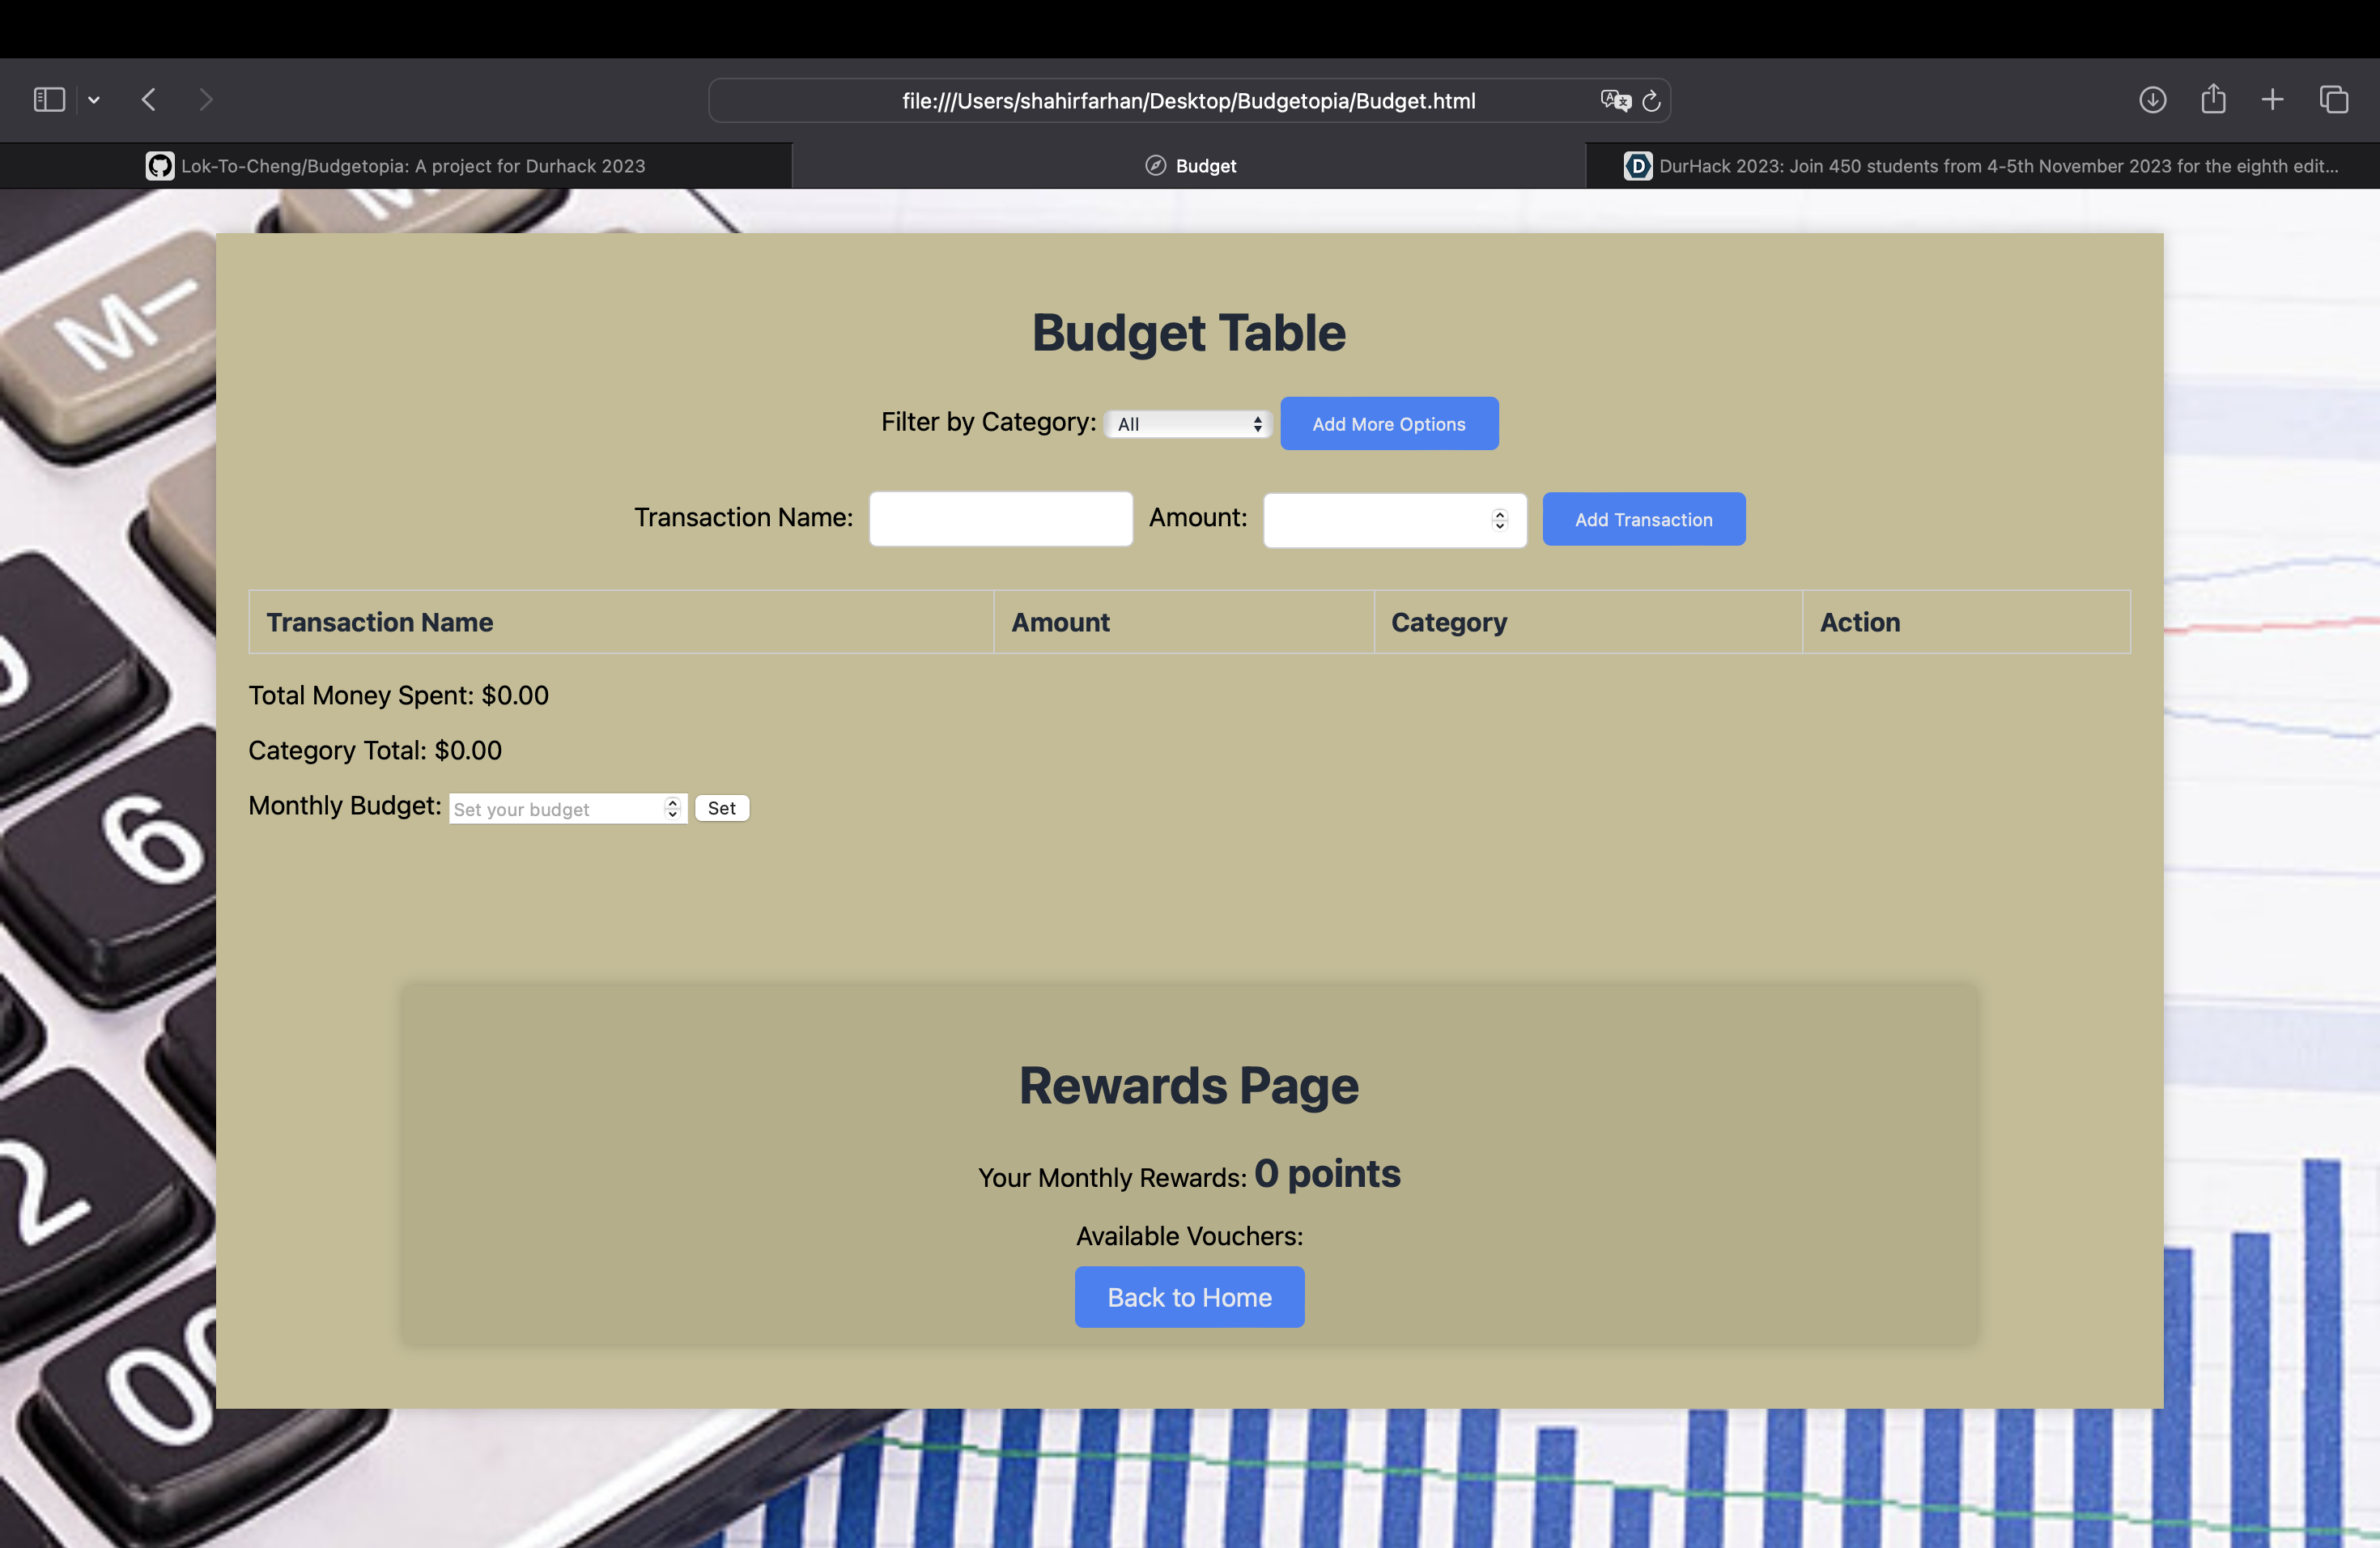 file:///Users/shahirfarhan/Desktop/Budgetopia/Budget.html
Lok-To-Cheng/Budgetopia: A project for Durhack 2023
Budget
D DurHack 2023: Join 450 students from 4-5th November 2023 for the eighth edit...
M
M−
Budget Table
Filter by Category: All Add More Options
Transaction Name: Amount: Add Transaction
Transaction Name Amount Category Action
Total Money Spent: $0.00
Category Total: $0.00
Monthly Budget: Set your budget Set
6
Rewards Page
Your Monthly Rewards: 0 points
Available Vouchers:
2
Back to Home
00